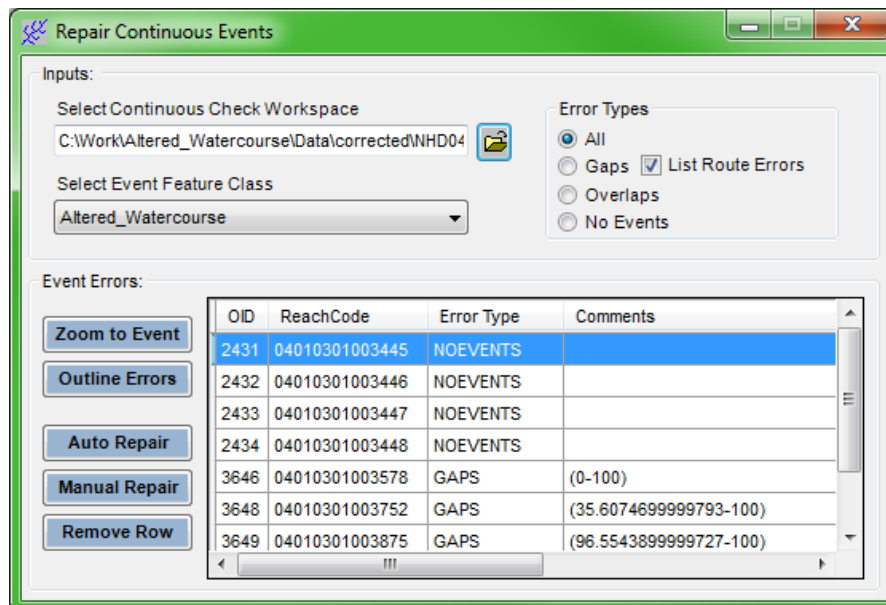 Repair Continuous Events
Inputs:
Select Continuous Check Workspace
C:\Work\Altered_Watercourse\Data\corrected\NHD04
Select Event Feature Class
Altered_Watercourse
Error Types
All
Gaps List Route Errors
Overlaps
No Events
Event Errors:
Zoom to Event
Outline Errors
Auto Repair
Manual Repair
Remove Row
OID ReachCode Error Type Comments
2431 04010301003445 NOEVENTS
2432 04010301003446 NOEVENTS
2433 04010301003447 NOEVENTS
2434 04010301003448 NOEVENTS
3646 04010301003578 GAPS (0-100)
3648 04010301003752 GAPS (35.6074699999793-100)
3649 04010301003875 GAPS (96.5543899999727-100)